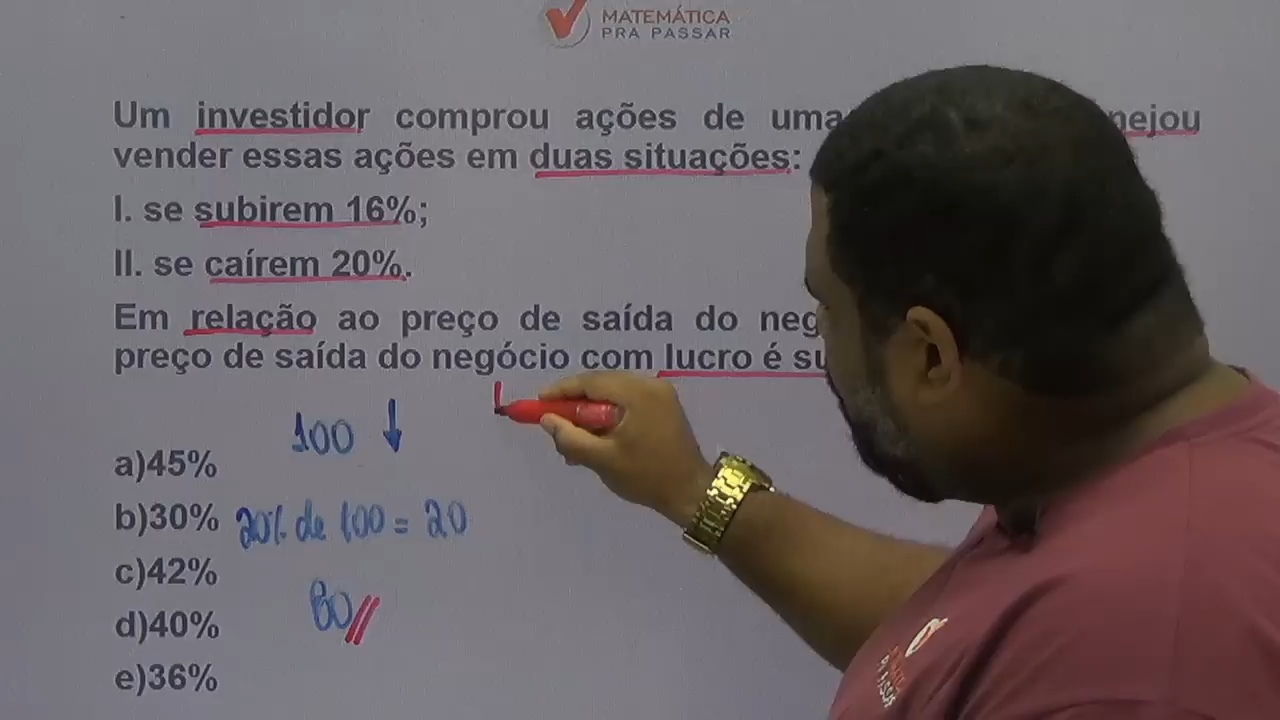 MATEMÁTICA
PRA PASSAR
Um investidor comprou ações de uma nejou
vender essas ações em duas situações:
I. se subirem 16%;
II. se caírem 20%.
Em relação ao preço de saída do neg
preço de saída do negócio com lucro é su
100
a)45%
b)30% 20% de 100 = 20
c)42%
80
d)40%
e)36%